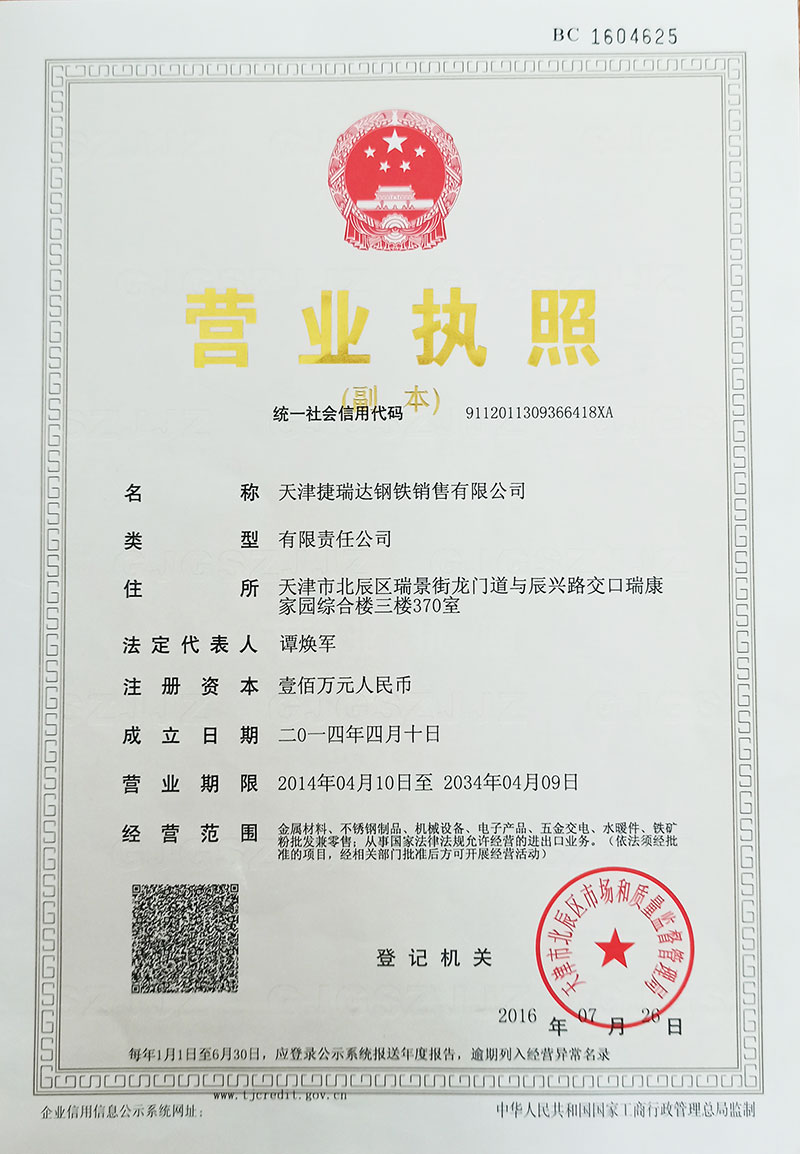 BC 1604625
营业执照
(副 本)
统一社会信用代码 9112011309366418XA
名 称 天津捷瑞达钢铁销售有限公司
类 型 有限责任公司
住 所 天津市北辰区瑞景街龙门道与辰兴路交口瑞康
家园综合楼三楼370室
法定代表人 谭焕军
注册资本 壹佰万元人民币
成立日期 二0一四年四月十日
营业期限 2014年04月10日至 2034年04月09日
经营范围 金属材料、不锈钢制品、机械设备、电子产品、五金交电、水暖件、铁矿
粉批发兼零售；从事国家法律法规允许经营的进出口业务。（依法须经批
准的项目，经相关部门批准后方可开展经营活动）
天津市北辰区市场和质量监督管理局
登记机关
2016 年 07 月 26 日
每年1月1日至6月30日，应登录公示系统报送年度报告，逾期列入经营异常名录
www.tjcredit.gov.cn
企业信用信息公示系统网址： 中华人民共和国国家工商行政管理总局监制